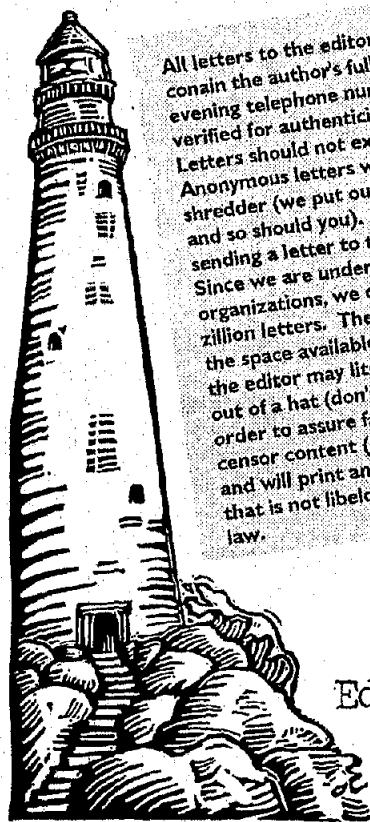 All letters to the editor
conain the author's full
evening telephone nu
verified for authentici
Letters should not ex
Anonymous letters w
shredder (we put ou
and so should you).
sending a letter to t
Since we are under
organizations, we
zillion letters. The
the space available
the editor may lit
out of a hat (don'
order to assure f
censor content (
and will print an
that is not libel
law.
Ed